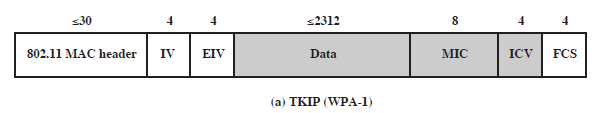 ≤30 4 4 ≤2312 8 4 4
802.11 MAC header IV EIV Data MIC ICV FCS
(a) TKIP (WPA-1)